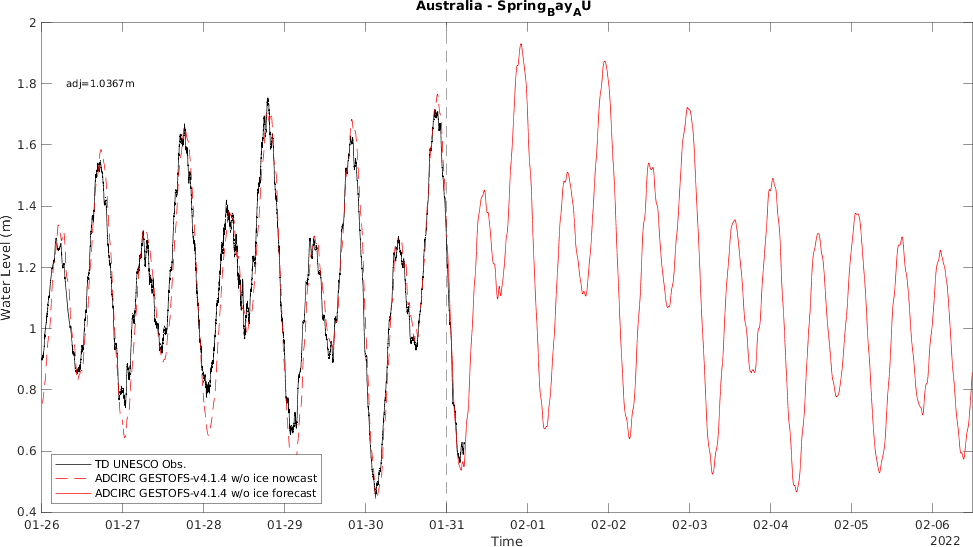 Australia - SpringBayAU
2
1.8
adj=1.0367m
1.6
1.4
1.2
1
0.8
0.6
0.4
Water Level (m)
TD UNESCO Obs.
ADCIRC GESTOFS-v4.1.4 w/o ice nowcast
ADCIRC GESTOFS-v4.1.4 w/o ice forecast
01-26 01-27 01-28 01-29 01-30 01-31 02-01 02-02 02-03 02-04 02-05 02-06
Time
2022